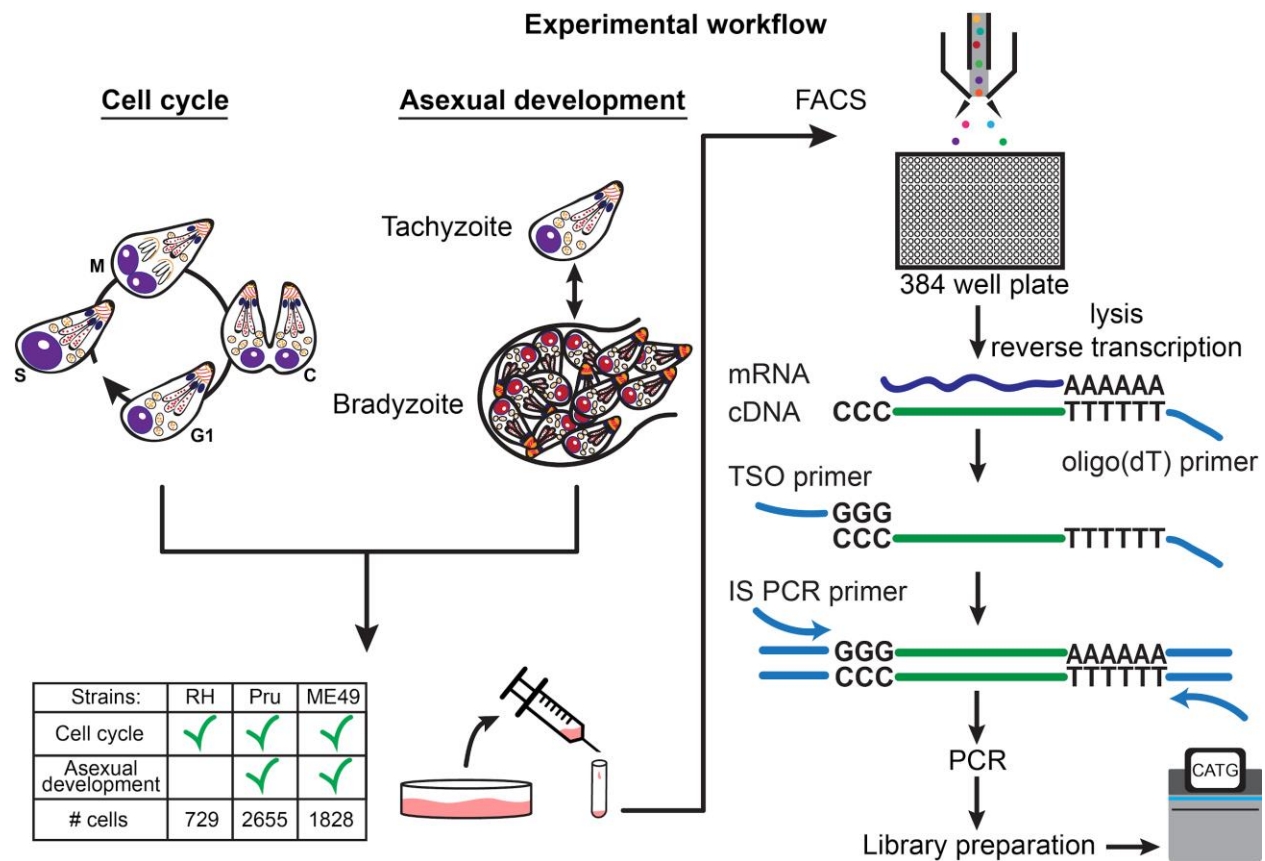 Experimental workflow
Cell cycle
M
S
C
G1
Asexual development
Tachyzoite
Bradyzoite
Strains: RH Pru ME49
Cell cycle ✓ ✓ ✓
Asexual
development ✓ ✓
# cells 729 2655 1828
FACS
384 well plate
lysis
reverse transcription
mRNA AAAAAA
cDNA CCC TTTTTT
oligo(dT) primer
TSO primer
GGG
CCC TTTTTT
IS PCR primer
GGG AAAAAA
CCC TTTTTT
PCR
CATG
Library preparation